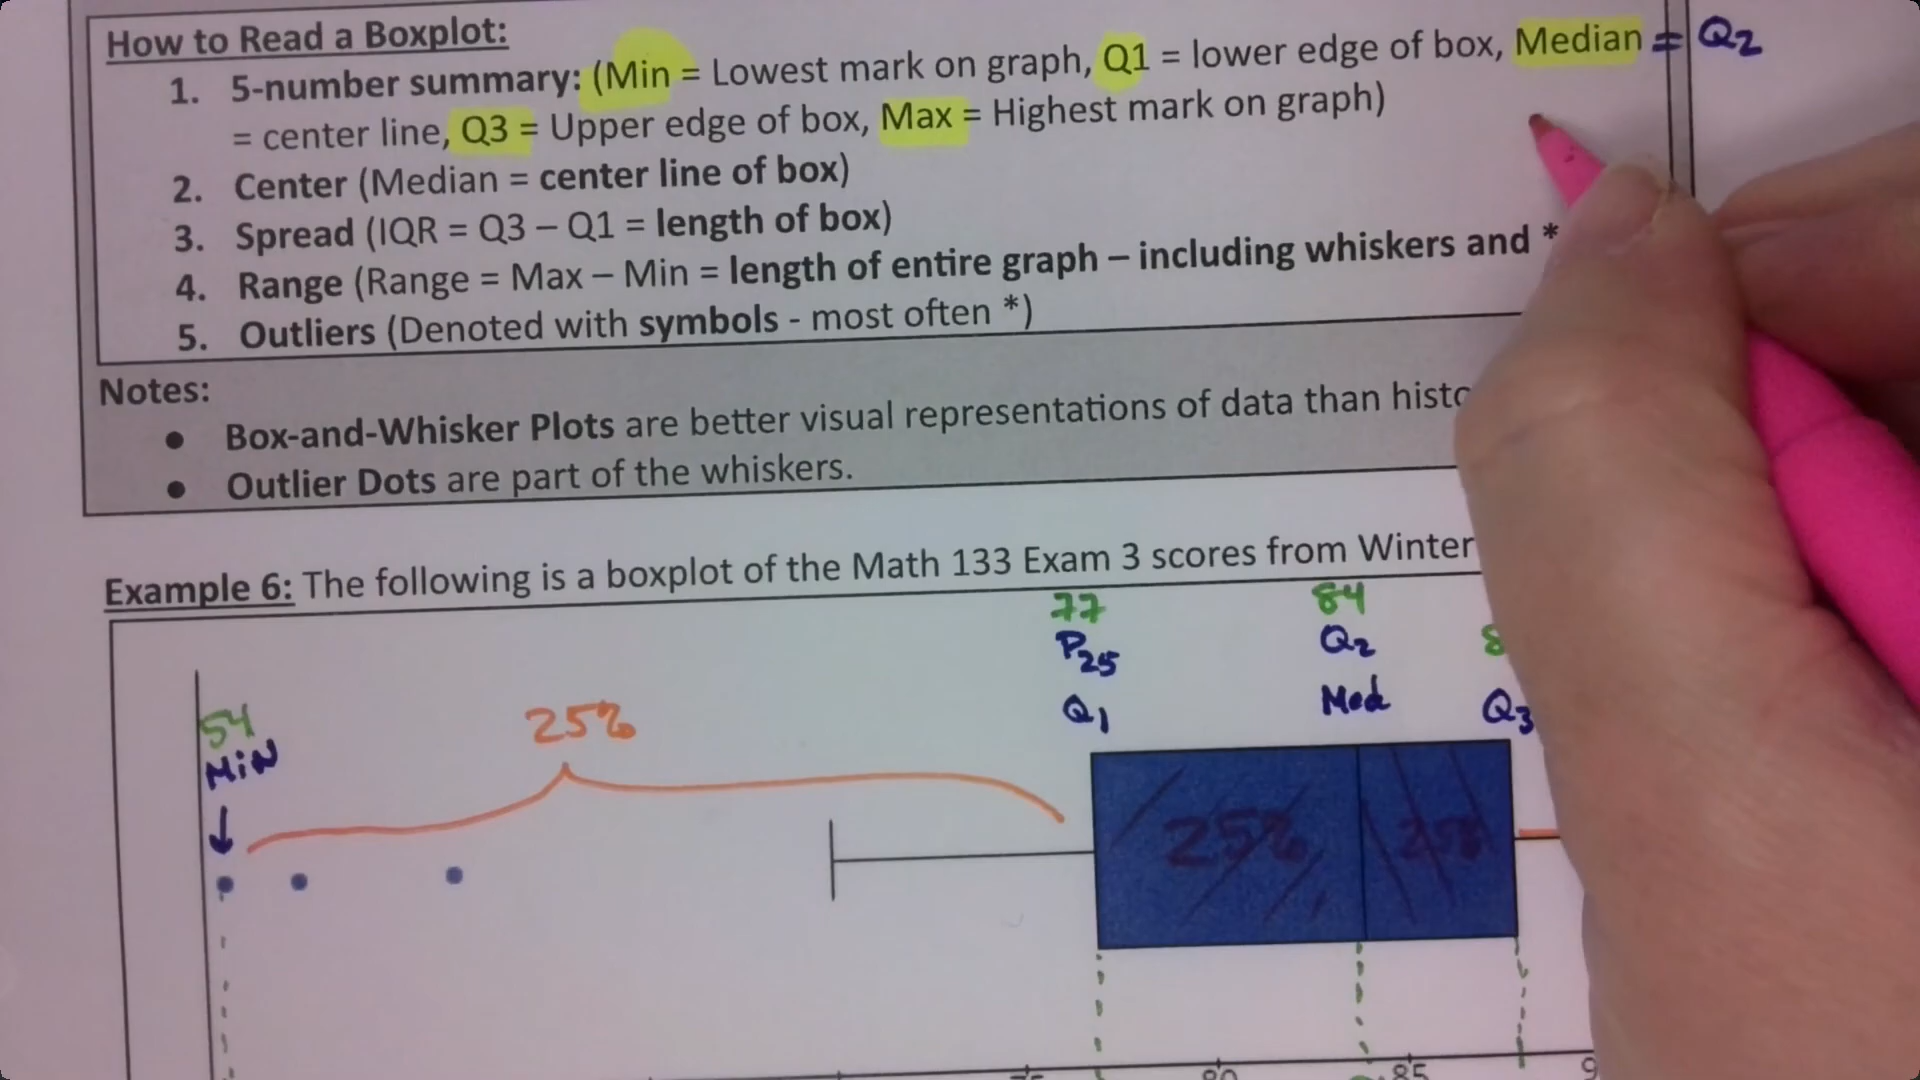 How to Read a Boxplot:
1. 5-number summary: (Min = Lowest mark on graph, Q1 = lower edge of box, Median = Q2
= center line, Q3 = Upper edge of box, Max = Highest mark on graph)
2. Center (Median = center line of box)
3. Spread (IQR = Q3 – Q1 = length of box)
4. Range (Range = Max – Min = length of entire graph – including whiskers and *
5. Outliers (Denoted with symbols - most often *)
Notes:
● Box-and-Whisker Plots are better visual representations of data than
● Outlier Dots are part of the whiskers.
Example 6: The following is a boxplot of the Math 133 Exam 3 scores from Winter
77 84
P25 Q2
54 25% Q1 Med Q3
MiN
25% 25%
80 85